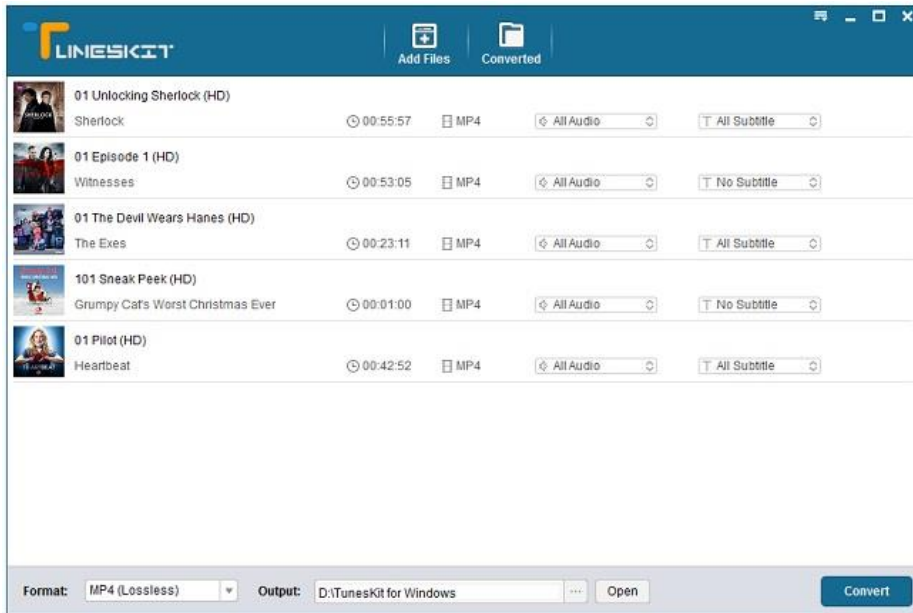 TUNESKIT
Add Files
Converted
01 Unlocking Sherlock (HD)
Sherlock 00:55:57 MP4 All Audio All Subtitle
01 Episode 1 (HD)
Witnesses 00:53:05 MP4 All Audio No Subtitle
01 The Devil Wears Hanes (HD)
The Exes 00:23:11 MP4 All Audio All Subtitle
101 Sneak Peek (HD)
Grumpy Cat's Worst Christmas Ever 00:01:00 MP4 All Audio No Subtitle
01 Pilot (HD)
Heartbeat 00:42:52 MP4 All Audio All Subtitle
Format: MP4 (Lossless) Output: D:\TunesKit for Windows ... Open Convert